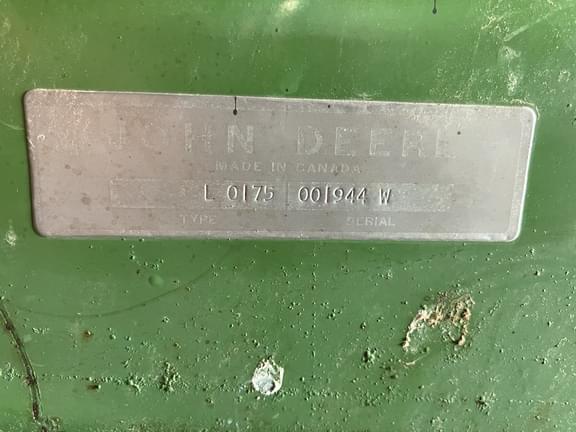 JOHN DEERE
MADE IN CANADA
L 0175 001944 W
TYPE SERIAL